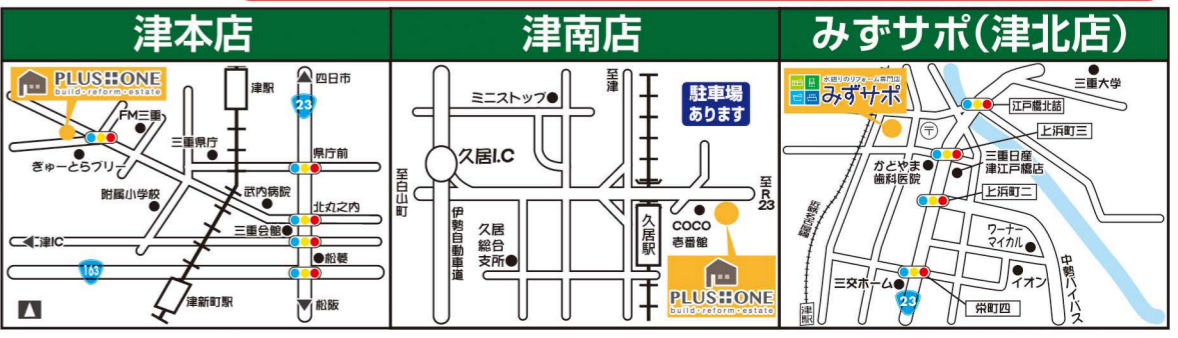 津本店
津南店
みずサポ(津北店)
PLUS ONE
build・reform・estate
FM三重
ぎゅーとらブリー
附属小学校
三重県庁
津駅
四日市
23
県庁前
武内病院
北丸之内
三重会館
津IC
船菱
163
津新町駅
至津
ミニストップ
駐車場
あります
久居I.C
至白山町
至R23
伊勢自動車道
久居
総合
支所
久居駅
COCO
壱番館
PLUS ONE
build・reform・estate
水廻りのリフォーム専門店
みずサポ
三重大学
江戸橋北詰
〒
上浜町三
かどやま
歯科医院
三重日産
津江戸橋店
上浜町二
ワーナー
マイカル
イオン
中勢バイパス
三交ホーム
23
栄町四
津駅